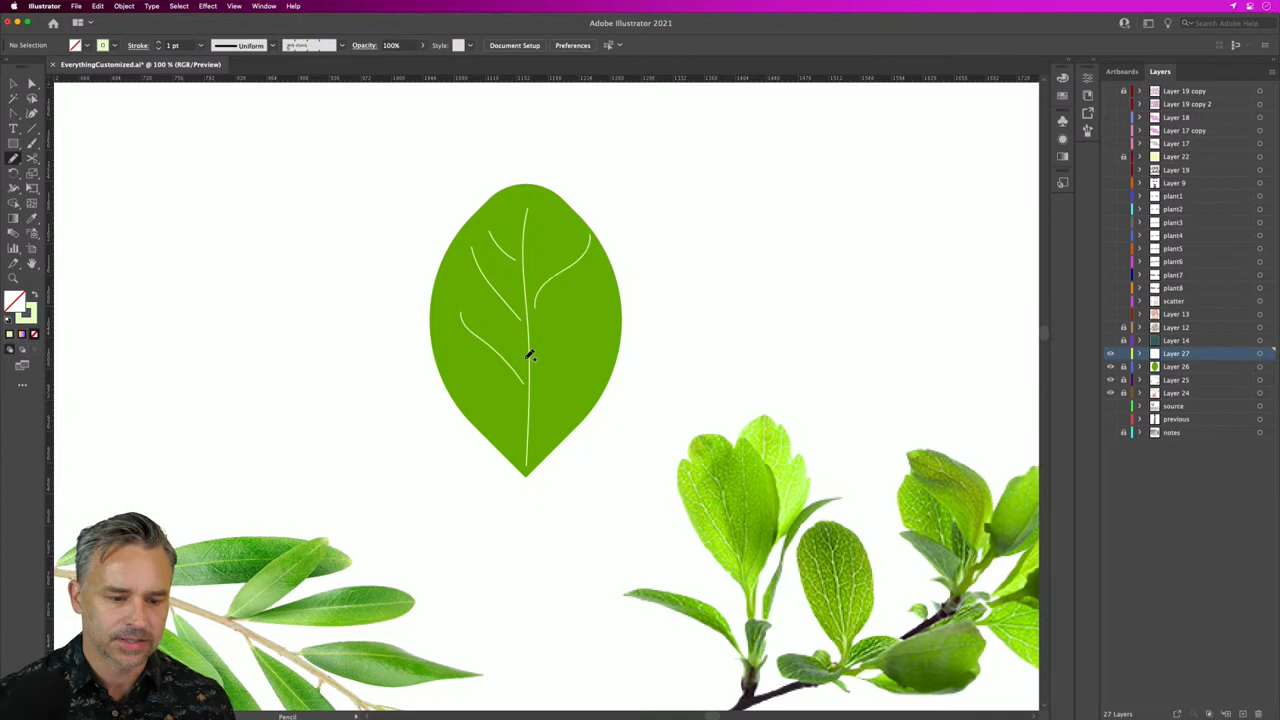 Illustrator File Edit Object Type Select Effect View Window Help
Adobe Illustrator 2021
Search Adobe Help
No Selection Stroke: 1 pt Uniform Opacity: 100% Style: Document Setup Preferences
EverythingCustomized.ai* @ 100 % (RGB/Preview)
Artboards Layers
Layer 19 copy
Layer 19 copy 2
Layer 18
Layer 17 copy
Layer 17
Layer 22
Layer 19
Layer 9
plant1
plant2
plant3
plant4
plant5
plant6
plant7
plant8
scatter
Layer 13
Layer 12
Layer 14
Layer 27
Layer 26
Layer 25
Layer 24
source
previous
notes
27 Layers
Pencil